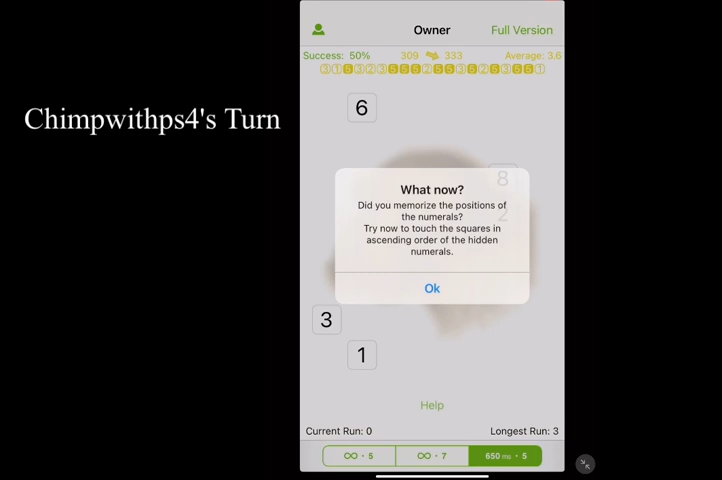 Owner
Full Version
Success: 50%
309
333
Average: 3.6
6
Chimpwithps4's Turn
8
What now?
Did you memorize the positions of
the numerals?
2
Try now to touch the squares in
ascending order of the hidden
numerals.
Ok
3
1
Help
Current Run: 0
Longest Run: 3
∞ • 5
∞ • 7
650 ms • 5